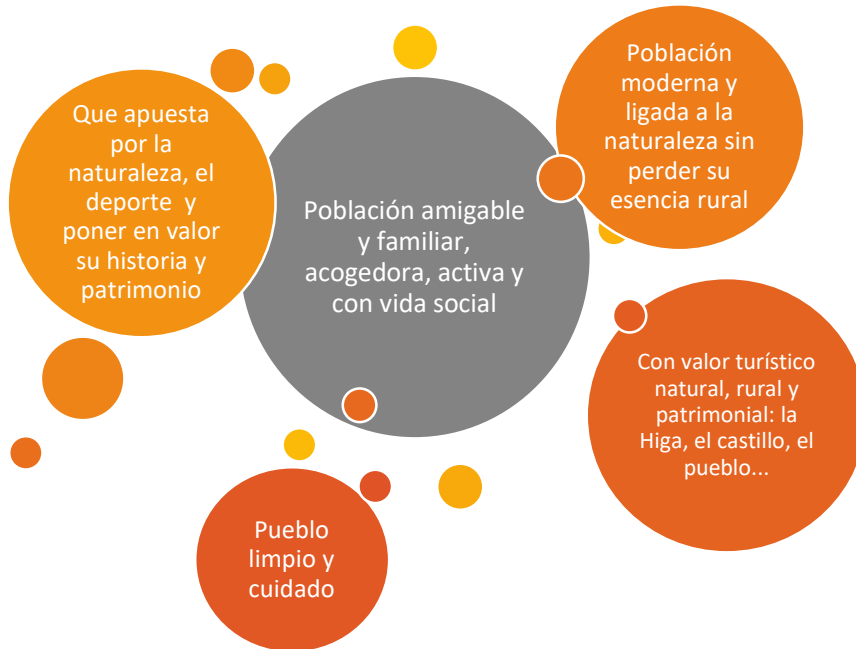 Que apuesta
por la
naturaleza, el
deporte y
poner en valor
su historia y
patrimonio
Población amigable
y familiar,
acogedora, activa y
con vida social
Población
moderna y
ligada a la
naturaleza sin
perder su
esencia rural
Con valor turístico
natural, rural y
patrimonial: la
Higa, el castillo, el
pueblo...
Pueblo
limpio y
cuidado